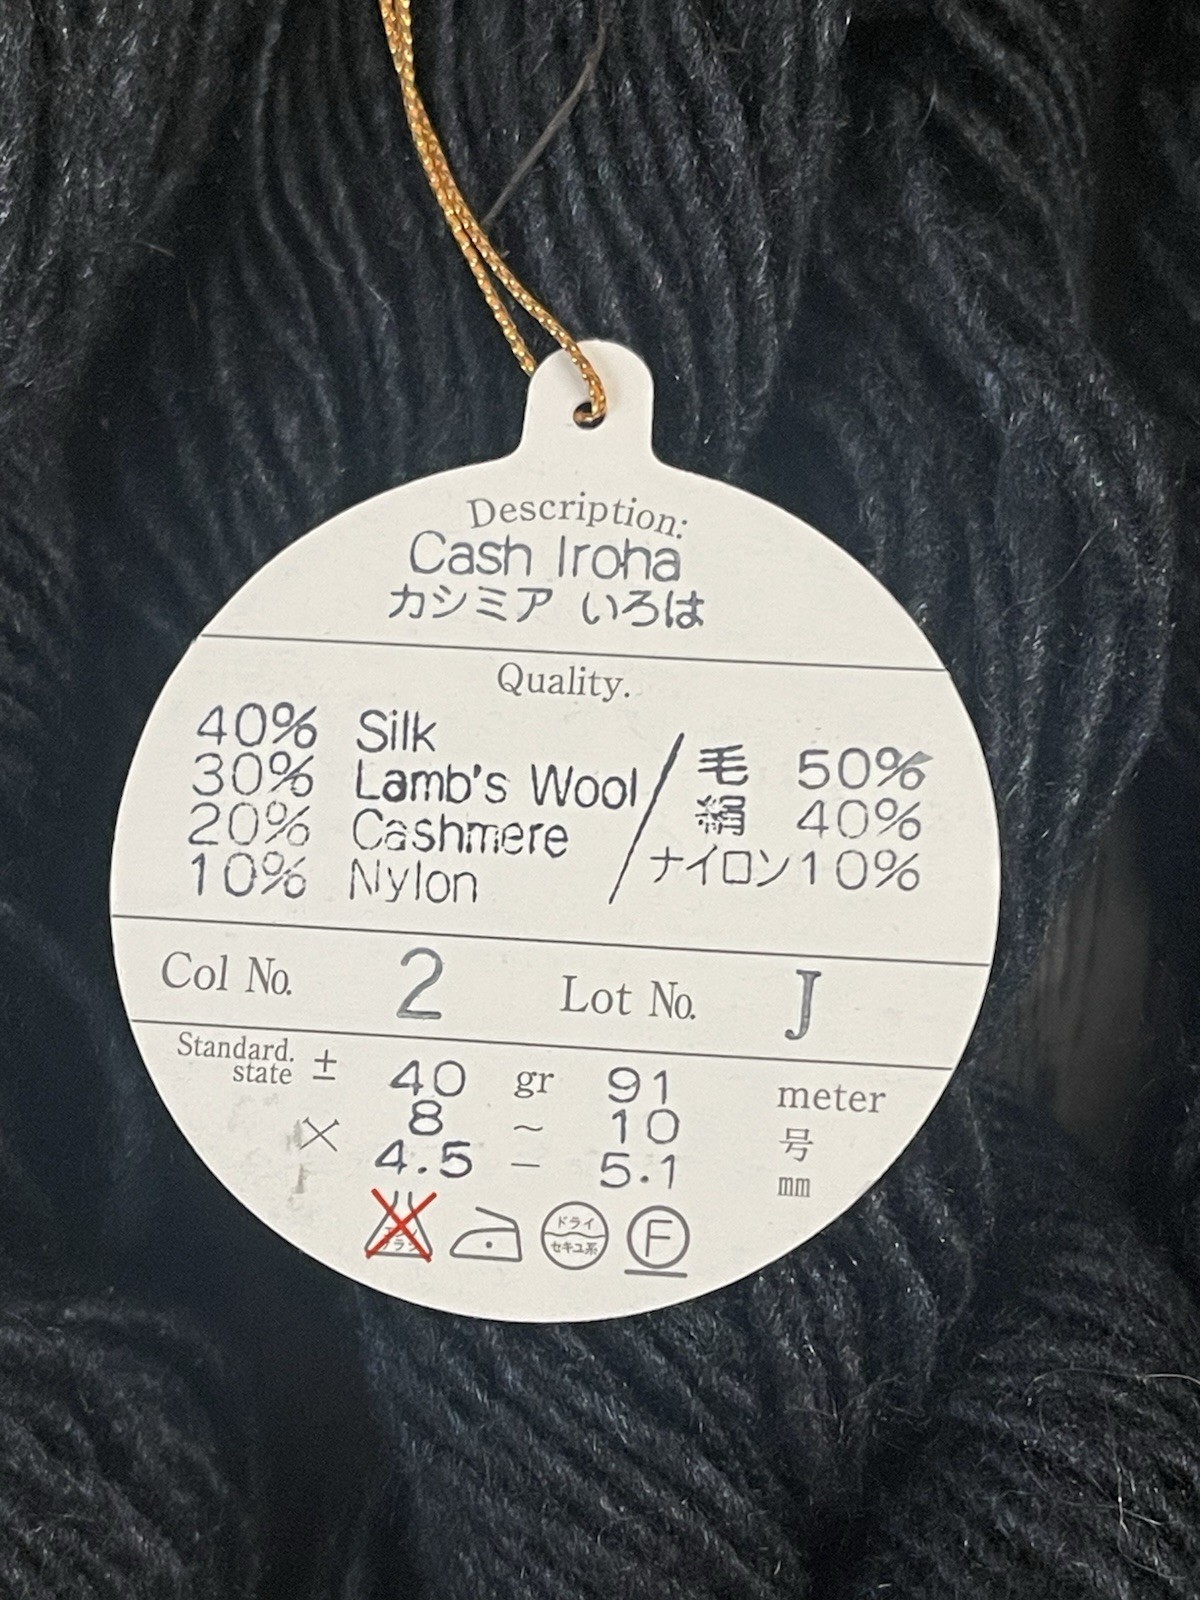 Description:
Cash Iroha
カシミア いろは
Quality.
40% Silk
30% Lamb's Wool
20% Cashmere
10% Nylon
/
毛 50%
絹 40%
ナイロン10%
Col No. 2 Lot No. J
Standard. state ± 40 gr 91 meter
8 ~ 10 号
4.5 - 5.1 mm
ドライ
セキユ系
F